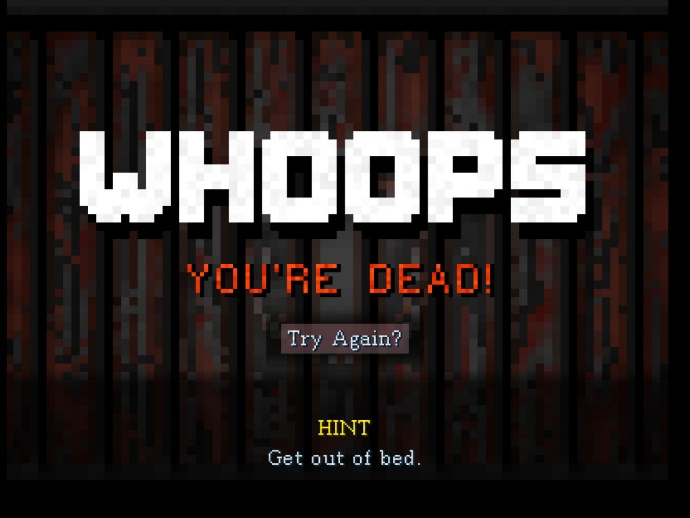 WHOOPS
YOU'RE DEAD!
Try Again?
HINT
Get out of bed.